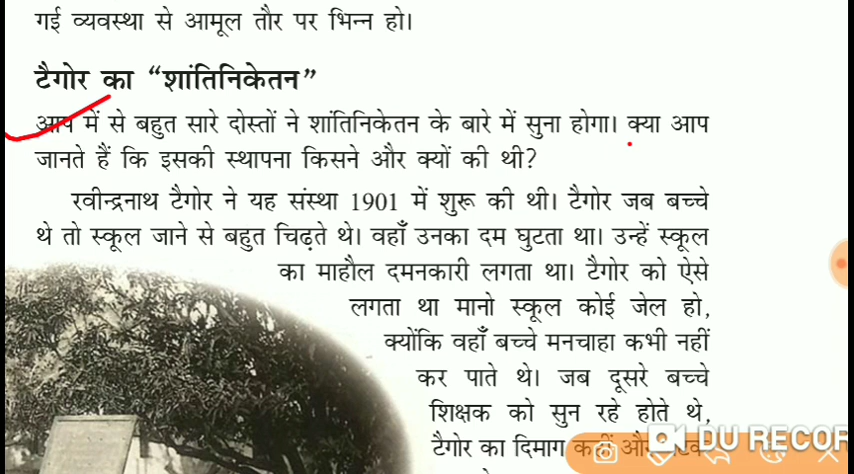 गई व्यवस्था से आमूल तौर पर भिन्न हो।
टैगोर का “शांतिनिकेतन”
आप में से बहुत सारे दोस्तों ने शांतिनिकेतन के बारे में सुना होगा। क्या आप
जानते हैं कि इसकी स्थापना किसने और क्यों की थी?
रवीन्द्रनाथ टैगोर ने यह संस्था 1901 में शुरू की थी। टैगोर जब बच्चे
थे तो स्कूल जाने से बहुत चिढ़ते थे। वहाँ उनका दम घुटता था। उन्हें स्कूल
का माहौल दमनकारी लगता था। टैगोर को ऐसे
लगता था मानो स्कूल कोई जेल हो,
क्योंकि वहाँ बच्चे मनचाहा कभी नहीं
कर पाते थे। जब दूसरे बच्चे
शिक्षक को सुन रहे होते थे,
टैगोर का दिमाग
DU RECOR